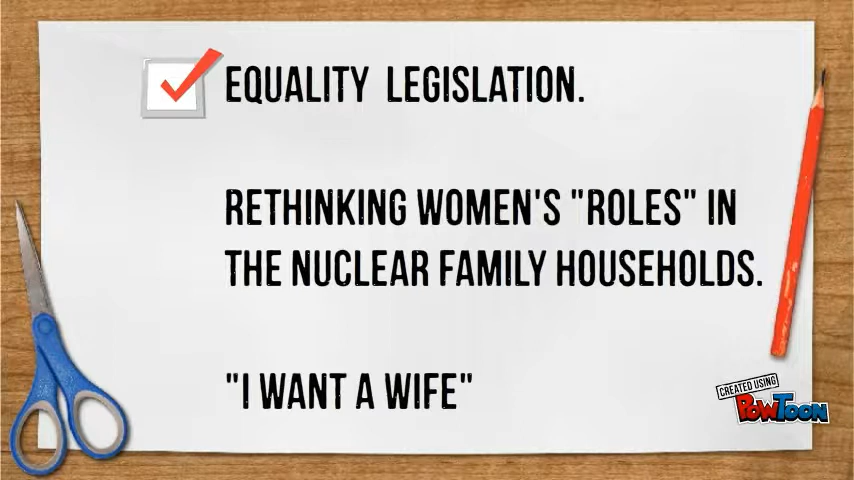 EQUALITY LEGISLATION.
RETHINKING WOMEN'S "ROLES" IN
THE NUCLEAR FAMILY HOUSEHOLDS.
"I WANT A WIFE"
CREATED USING
POWTOON